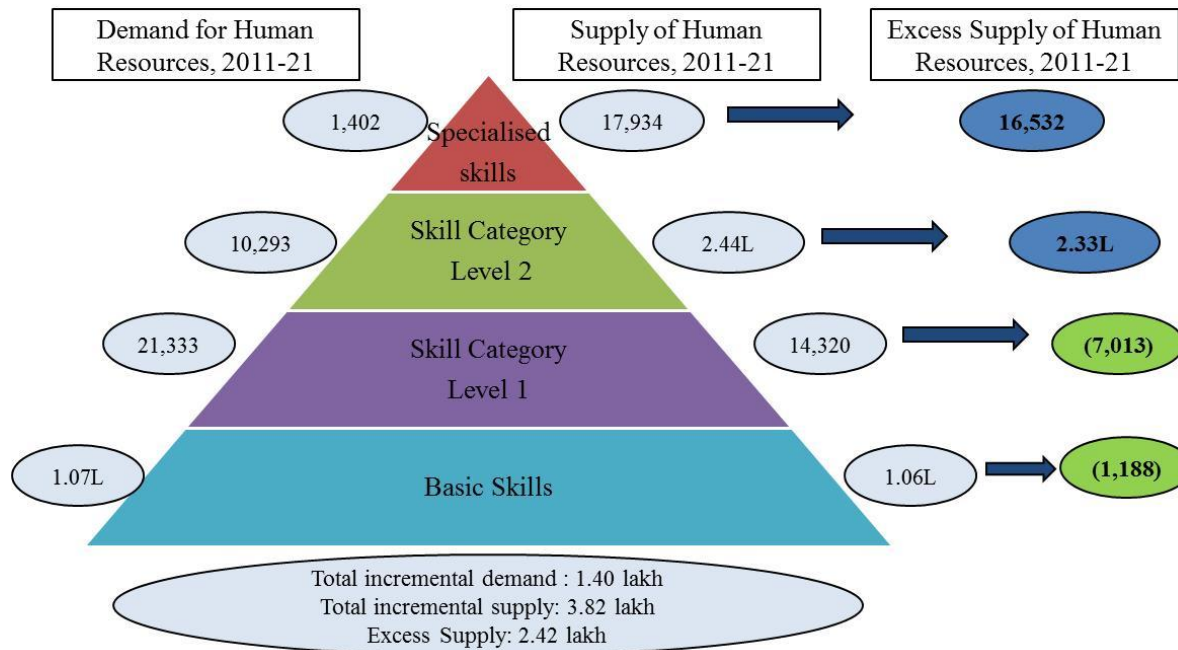 Demand for Human
Resources, 2011-21
Supply of Human
Resources, 2011-21
Excess Supply of Human
Resources, 2011-21
1,402
Specialised
skills
17,934
16,532
10,293
Skill Category
Level 2
2.44L
2.33L
21,333
Skill Category
Level 1
14,320
(7,013)
1.07L
Basic Skills
1.06L
(1,188)
Total incremental demand : 1.40 lakh
Total incremental supply: 3.82 lakh
Excess Supply: 2.42 lakh